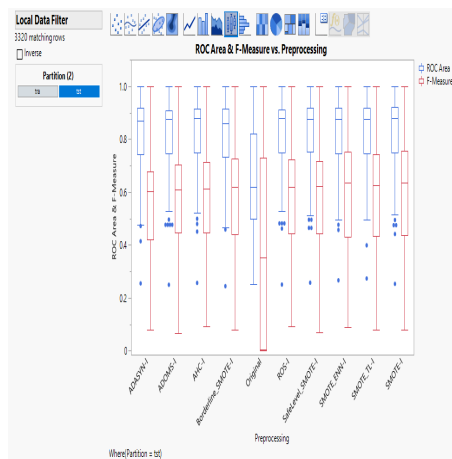 Local Data Filter
3320 matching rows
Inverse
Partition (2)
tra tst
ROC Area & F-Measure vs. Preprocessing
ROC Area
F-Measure
ROC Area & F-Measure
1.0
0.8
0.6
0.4
0.2
0
ADASYN-I
ADOMS-I
AHC-I
Borderline_SMOTE-I
Original
ROS-I
SafeLevel_SMOTE-I
SMOTE_ENN-I
SMOTE_TL-I
SMOTE-I
Preprocessing
Where(Partition = tst)